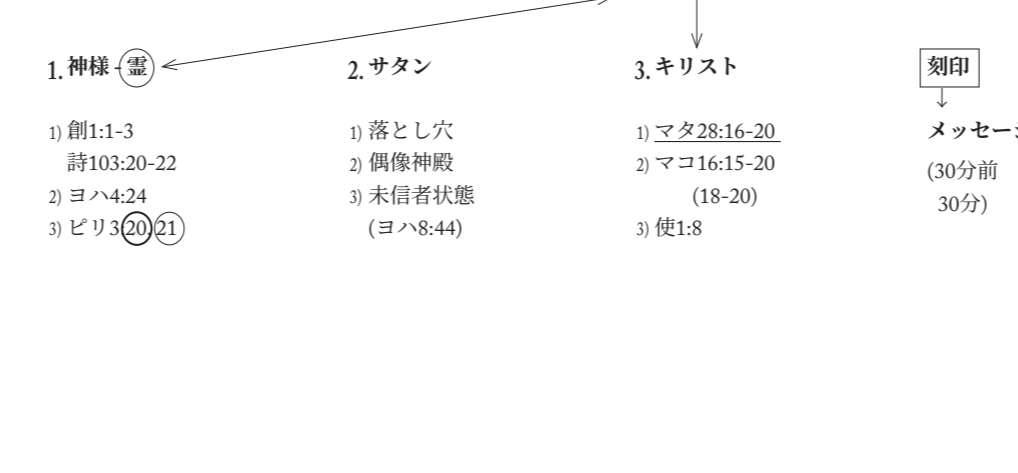 1. 神様 - 霊
1) 創1:1-3
詩103:20-22
2) ヨハ4:24
3) ピリ3:20, 21
2. サタン
1) 落とし穴
2) 偶像神殿
3) 未信者状態
(ヨハ8:44)
3. キリスト
1) マタ28:16-20
2) マコ16:15-20
(18-20)
3) 使1:8
刻印
メッセー
(30分前
30分)